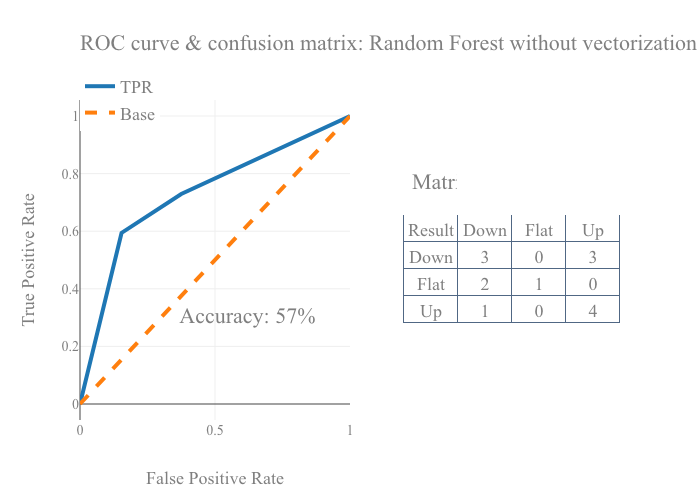 ROC curve & confusion matrix: Random Forest without vectorization
TPR
Base
1
0.8
0.6
0.4
0.2
0
0
0.5
1
True Positive Rate
False Positive Rate
Accuracy: 57%
Matr
Result Down Flat Up
Down 3 0 3
Flat 2 1 0
Up 1 0 4